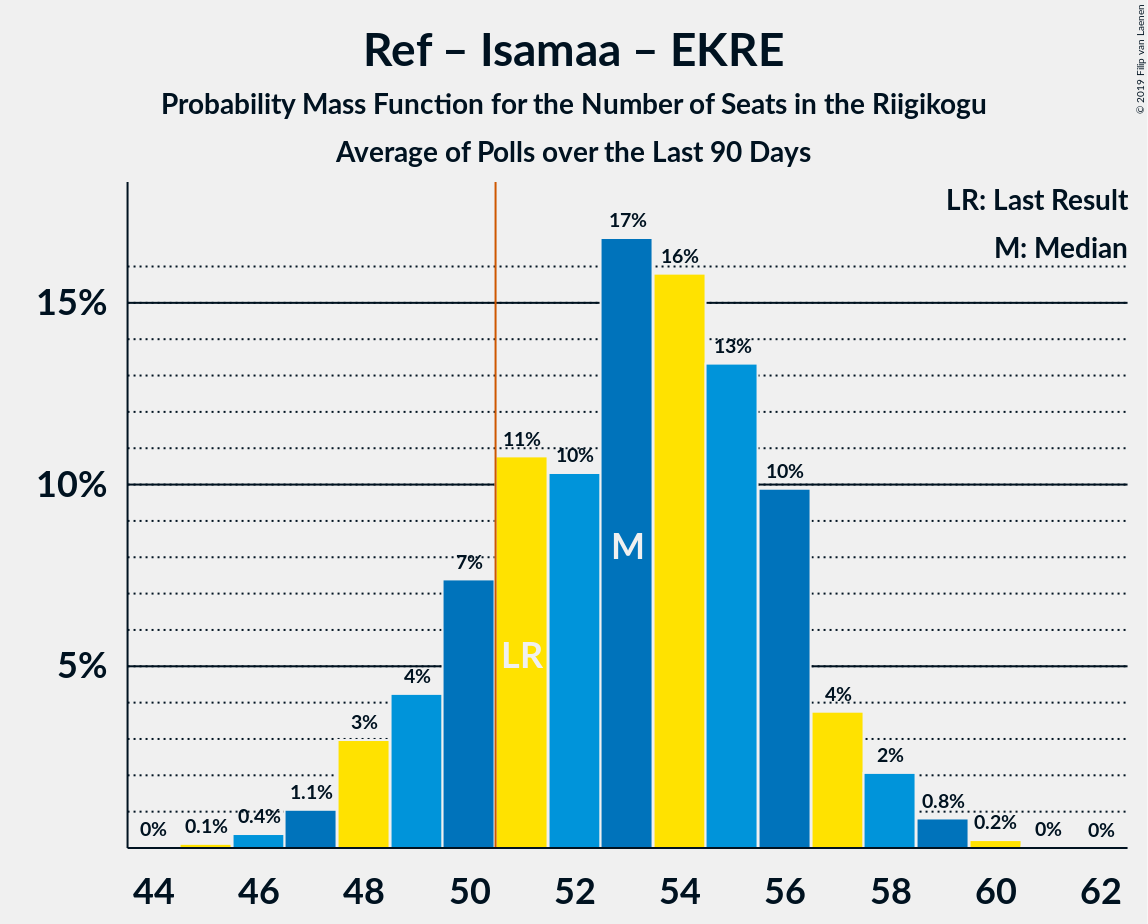 Ref – Isamaa – EKRE
Probability Mass Function for the Number of Seats in the Riigikogu
Average of Polls over the Last 90 Days
© 2019 Filip van Laenen
LR: Last Result
M: Median
15%
10%
5%
0%
0.1%
0.4%
1.1%
3%
4%
7%
11%
10%
17%
16%
13%
10%
4%
2%
0.8%
0.2%
0%
0%
LR
M
44 46 48 50 52 54 56 58 60 62